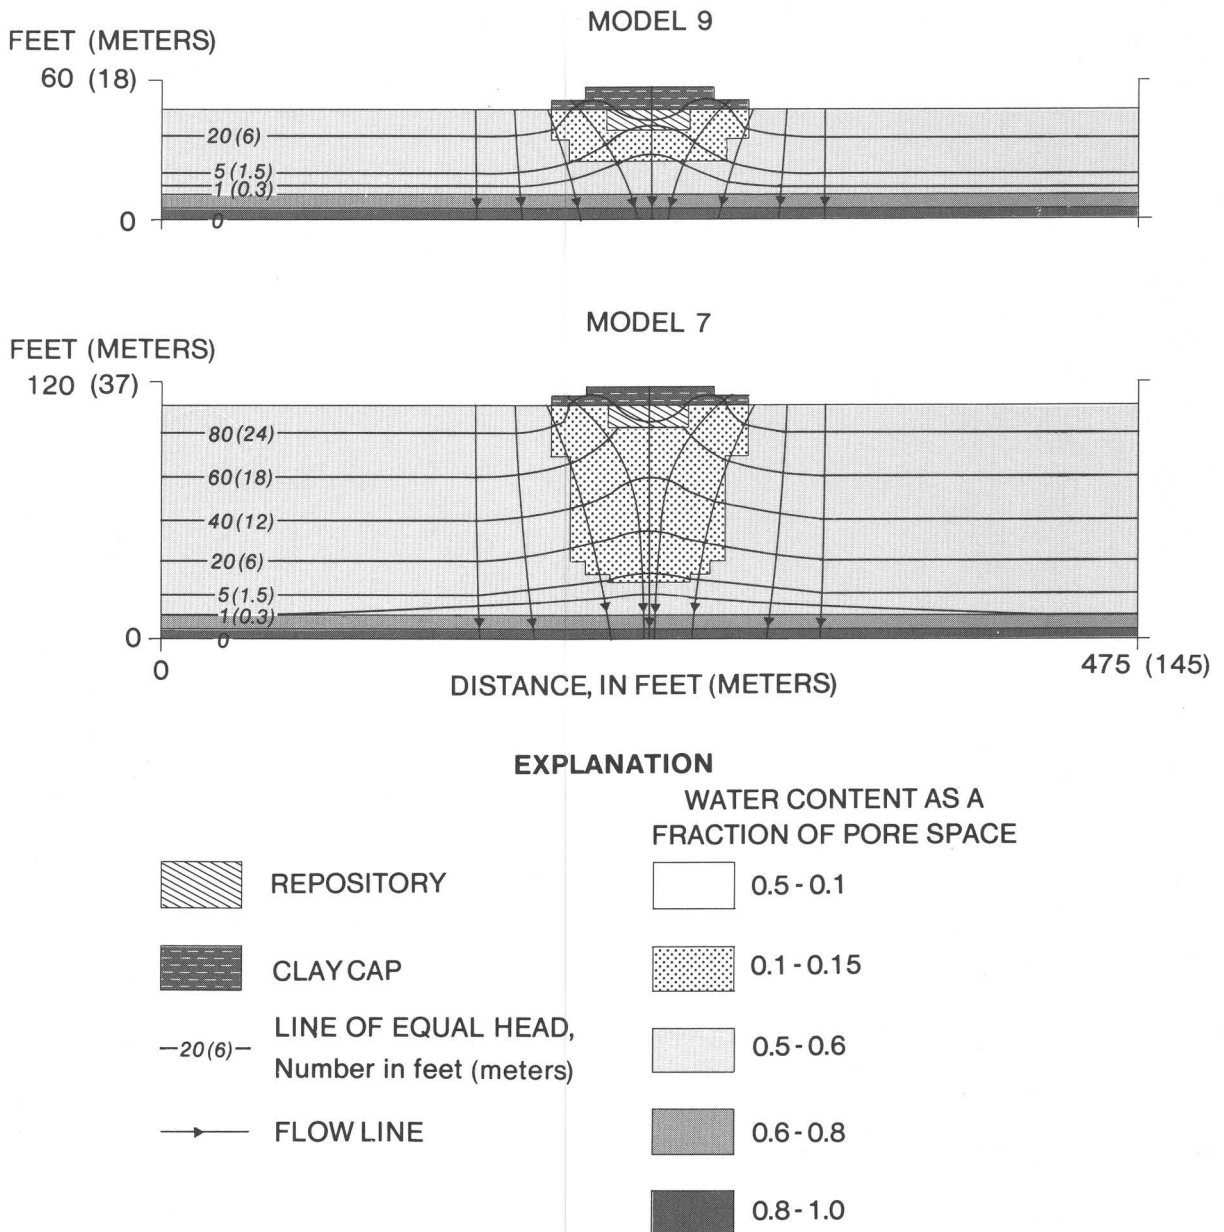 MODEL 9
FEET (METERS)
60 (18)
20 (6)
5 (1.5)
1 (0.3)
0
0
MODEL 7
FEET (METERS)
120 (37)
80 (24)
60 (18)
40 (12)
20 (6)
5 (1.5)
1 (0.3)
0
0
0
475 (145)
DISTANCE, IN FEET (METERS)
EXPLANATION
WATER CONTENT AS A
FRACTION OF PORE SPACE
REPOSITORY
0.5 - 0.1
CLAY CAP
0.1 - 0.15
20 (6)
LINE OF EQUAL HEAD,
Number in feet (meters)
0.5 - 0.6
FLOW LINE
0.6 - 0.8
0.8 - 1.0